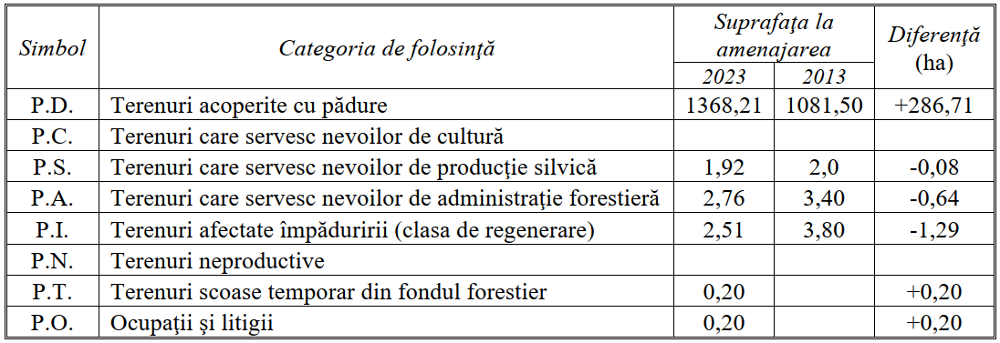 Simbol Categoria de folosinţă Suprafaţa la amenajarea Diferenţă (ha)
2023 2013
P.D. Terenuri acoperite cu pădure 1368,21 1081,50 +286,71
P.C. Terenuri care servesc nevoilor de cultură
P.S. Terenuri care servesc nevoilor de producţie silvică 1,92 2,0 -0,08
P.A. Terenuri care servesc nevoilor de administraţie forestieră 2,76 3,40 -0,64
P.I. Terenuri afectate împăduririi (clasa de regenerare) 2,51 3,80 -1,29
P.N. Terenuri neproductive
P.T. Terenuri scoase temporar din fondul forestier 0,20 +0,20
P.O. Ocupaţii şi litigii 0,20 +0,20